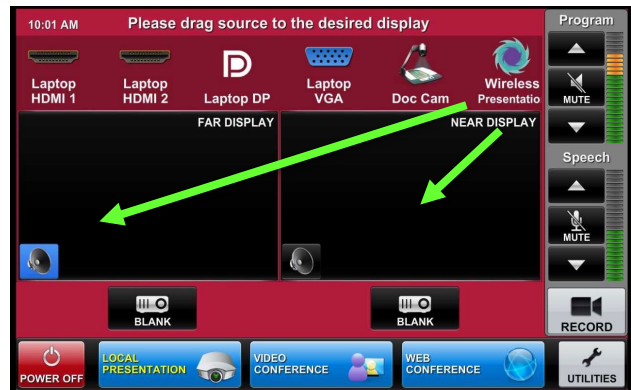 10:01 AM
Please drag source to the desired display
Program
Laptop
HDMI 1
Laptop
HDMI 2
Laptop DP
Laptop
VGA
Doc Cam
Wireless
Presentatio
MUTE
FAR DISPLAY
NEAR DISPLAY
Speech
MUTE
BLANK
BLANK
RECORD
POWER OFF
LOCAL
PRESENTATION
VIDEO
CONFERENCE
WEB
CONFERENCE
UTILITIES